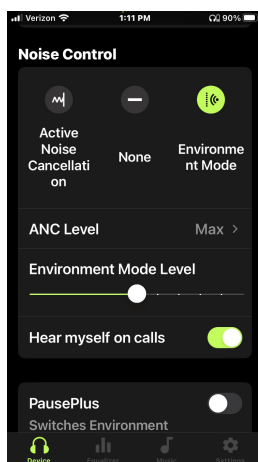 Verizon 1:11 PM 90%
Noise Control
Active
Noise
Cancellati
on
None
Environme
nt Mode
ANC Level Max >
Environment Mode Level
Hear myself on calls
PausePlus
Switches Environment
Device Equalizer Music Settings